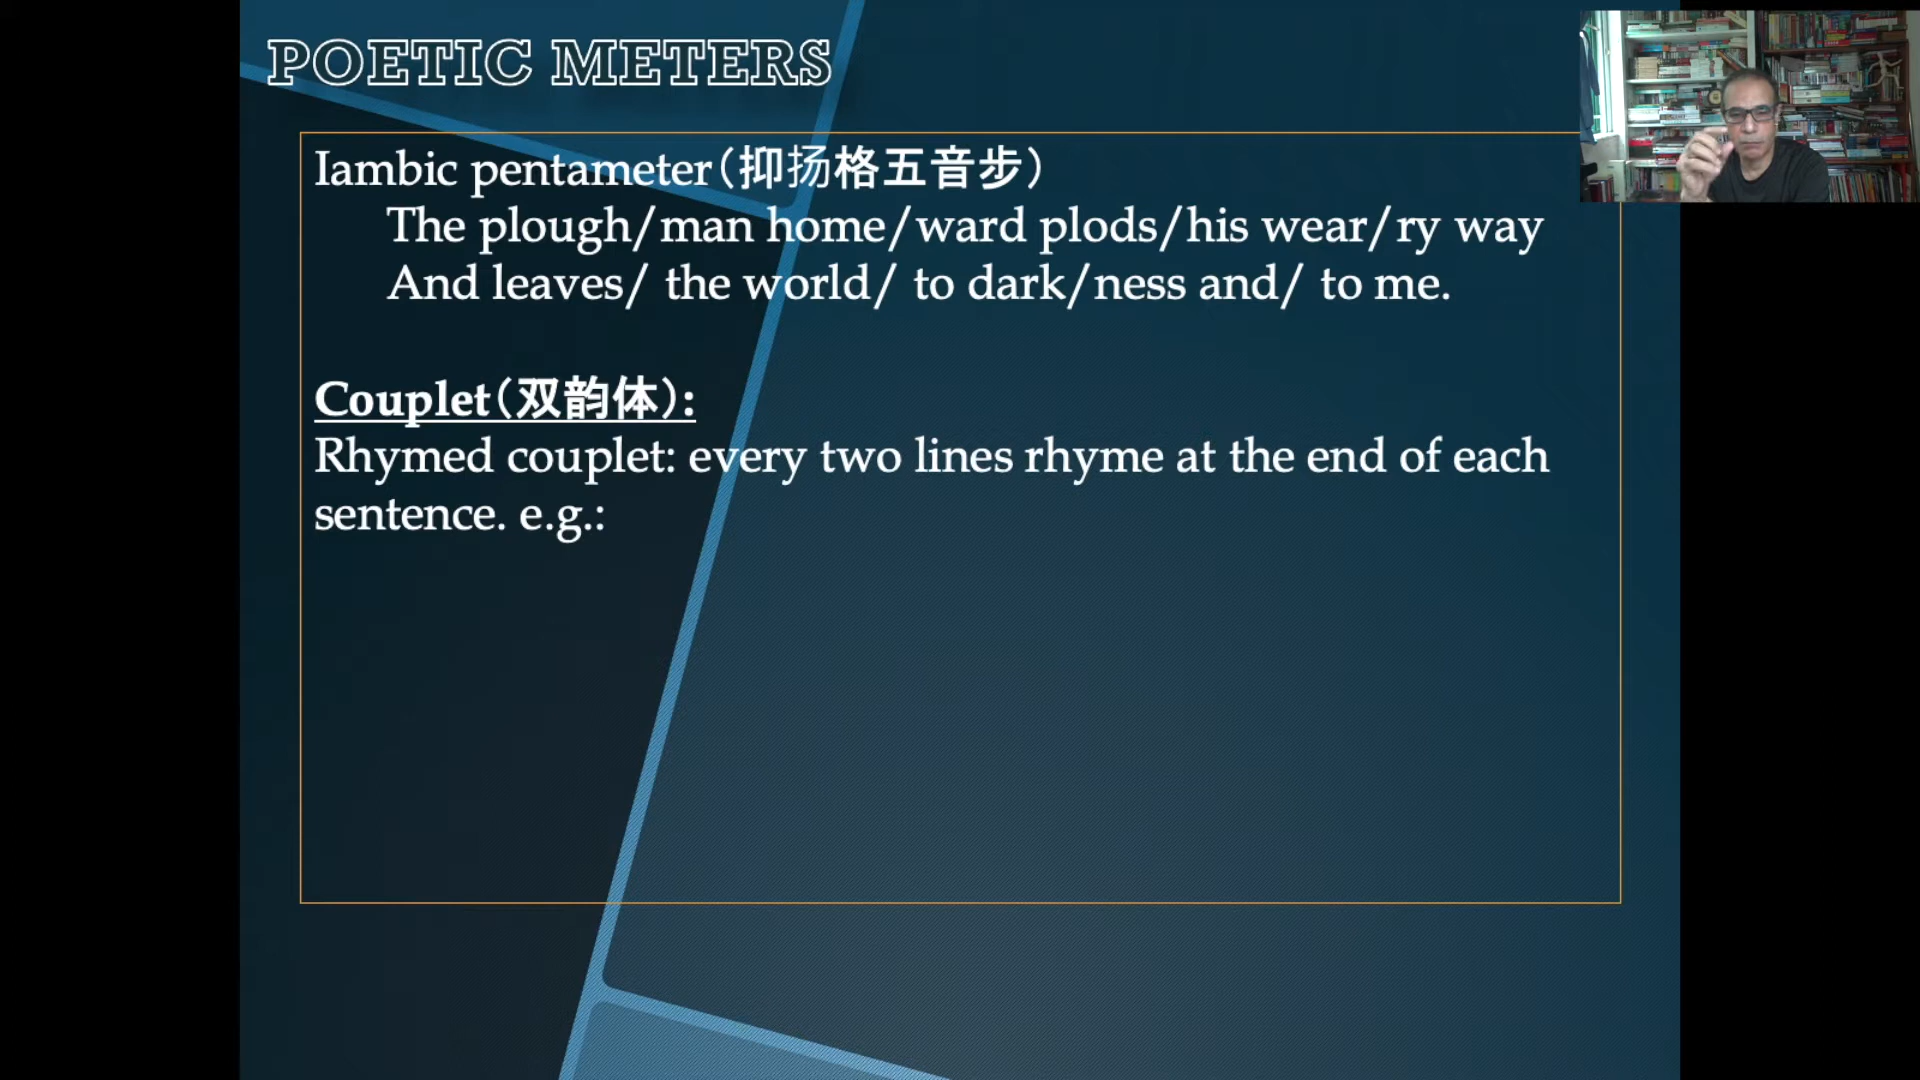 POETIC METERS
Iambic pentameter（抑扬格五音步）
The plough/man home/ward plods/his wear/ry way
And leaves/ the world/ to dark/ness and/ to me.
Couplet（双韵体）:
Rhymed couplet: every two lines rhyme at the end of each
sentence. e.g.: